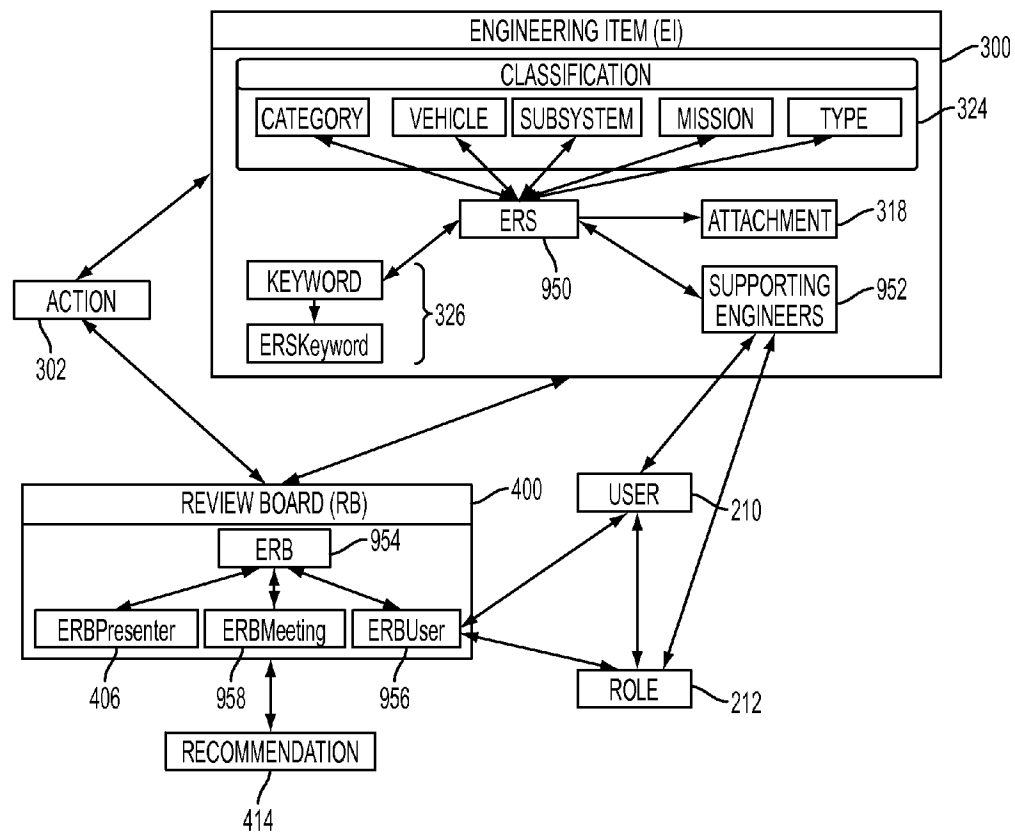 ENGINEERING ITEM (EI)
300
CLASSIFICATION
CATEGORY
VEHICLE
SUBSYSTEM
MISSION
TYPE
324
ERS
950
ATTACHMENT
318
KEYWORD
ERSKeyword
326
SUPPORTING
ENGINEERS
952
ACTION
302
REVIEW BOARD (RB)
400
ERB
954
ERBPresenter
406
ERBMeeting
958
ERBUser
956
USER
210
ROLE
212
RECOMMENDATION
414